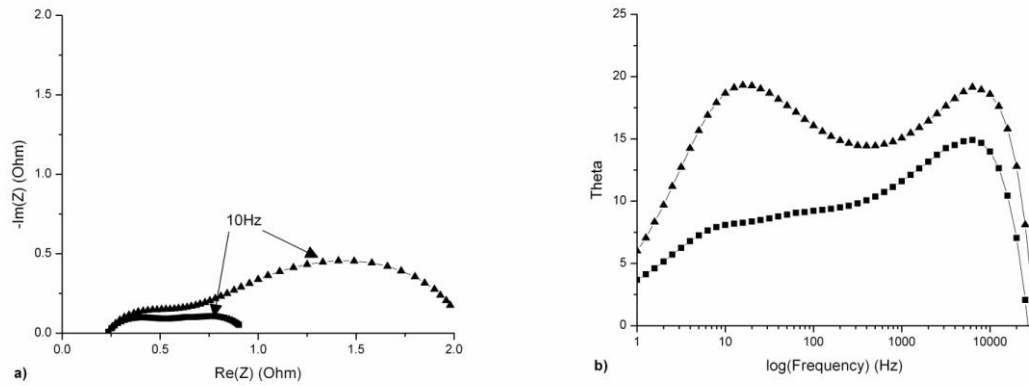 2.0
1.5
1.0
0.5
0.0
-Im(Z) (Ohm)
10Hz
0.0 0.5 1.0 1.5 2.0
Re(Z) (Ohm)
a)
25
20
15
10
5
0
Theta
1 10 100 1000 10000
log(Frequency) (Hz)
b)